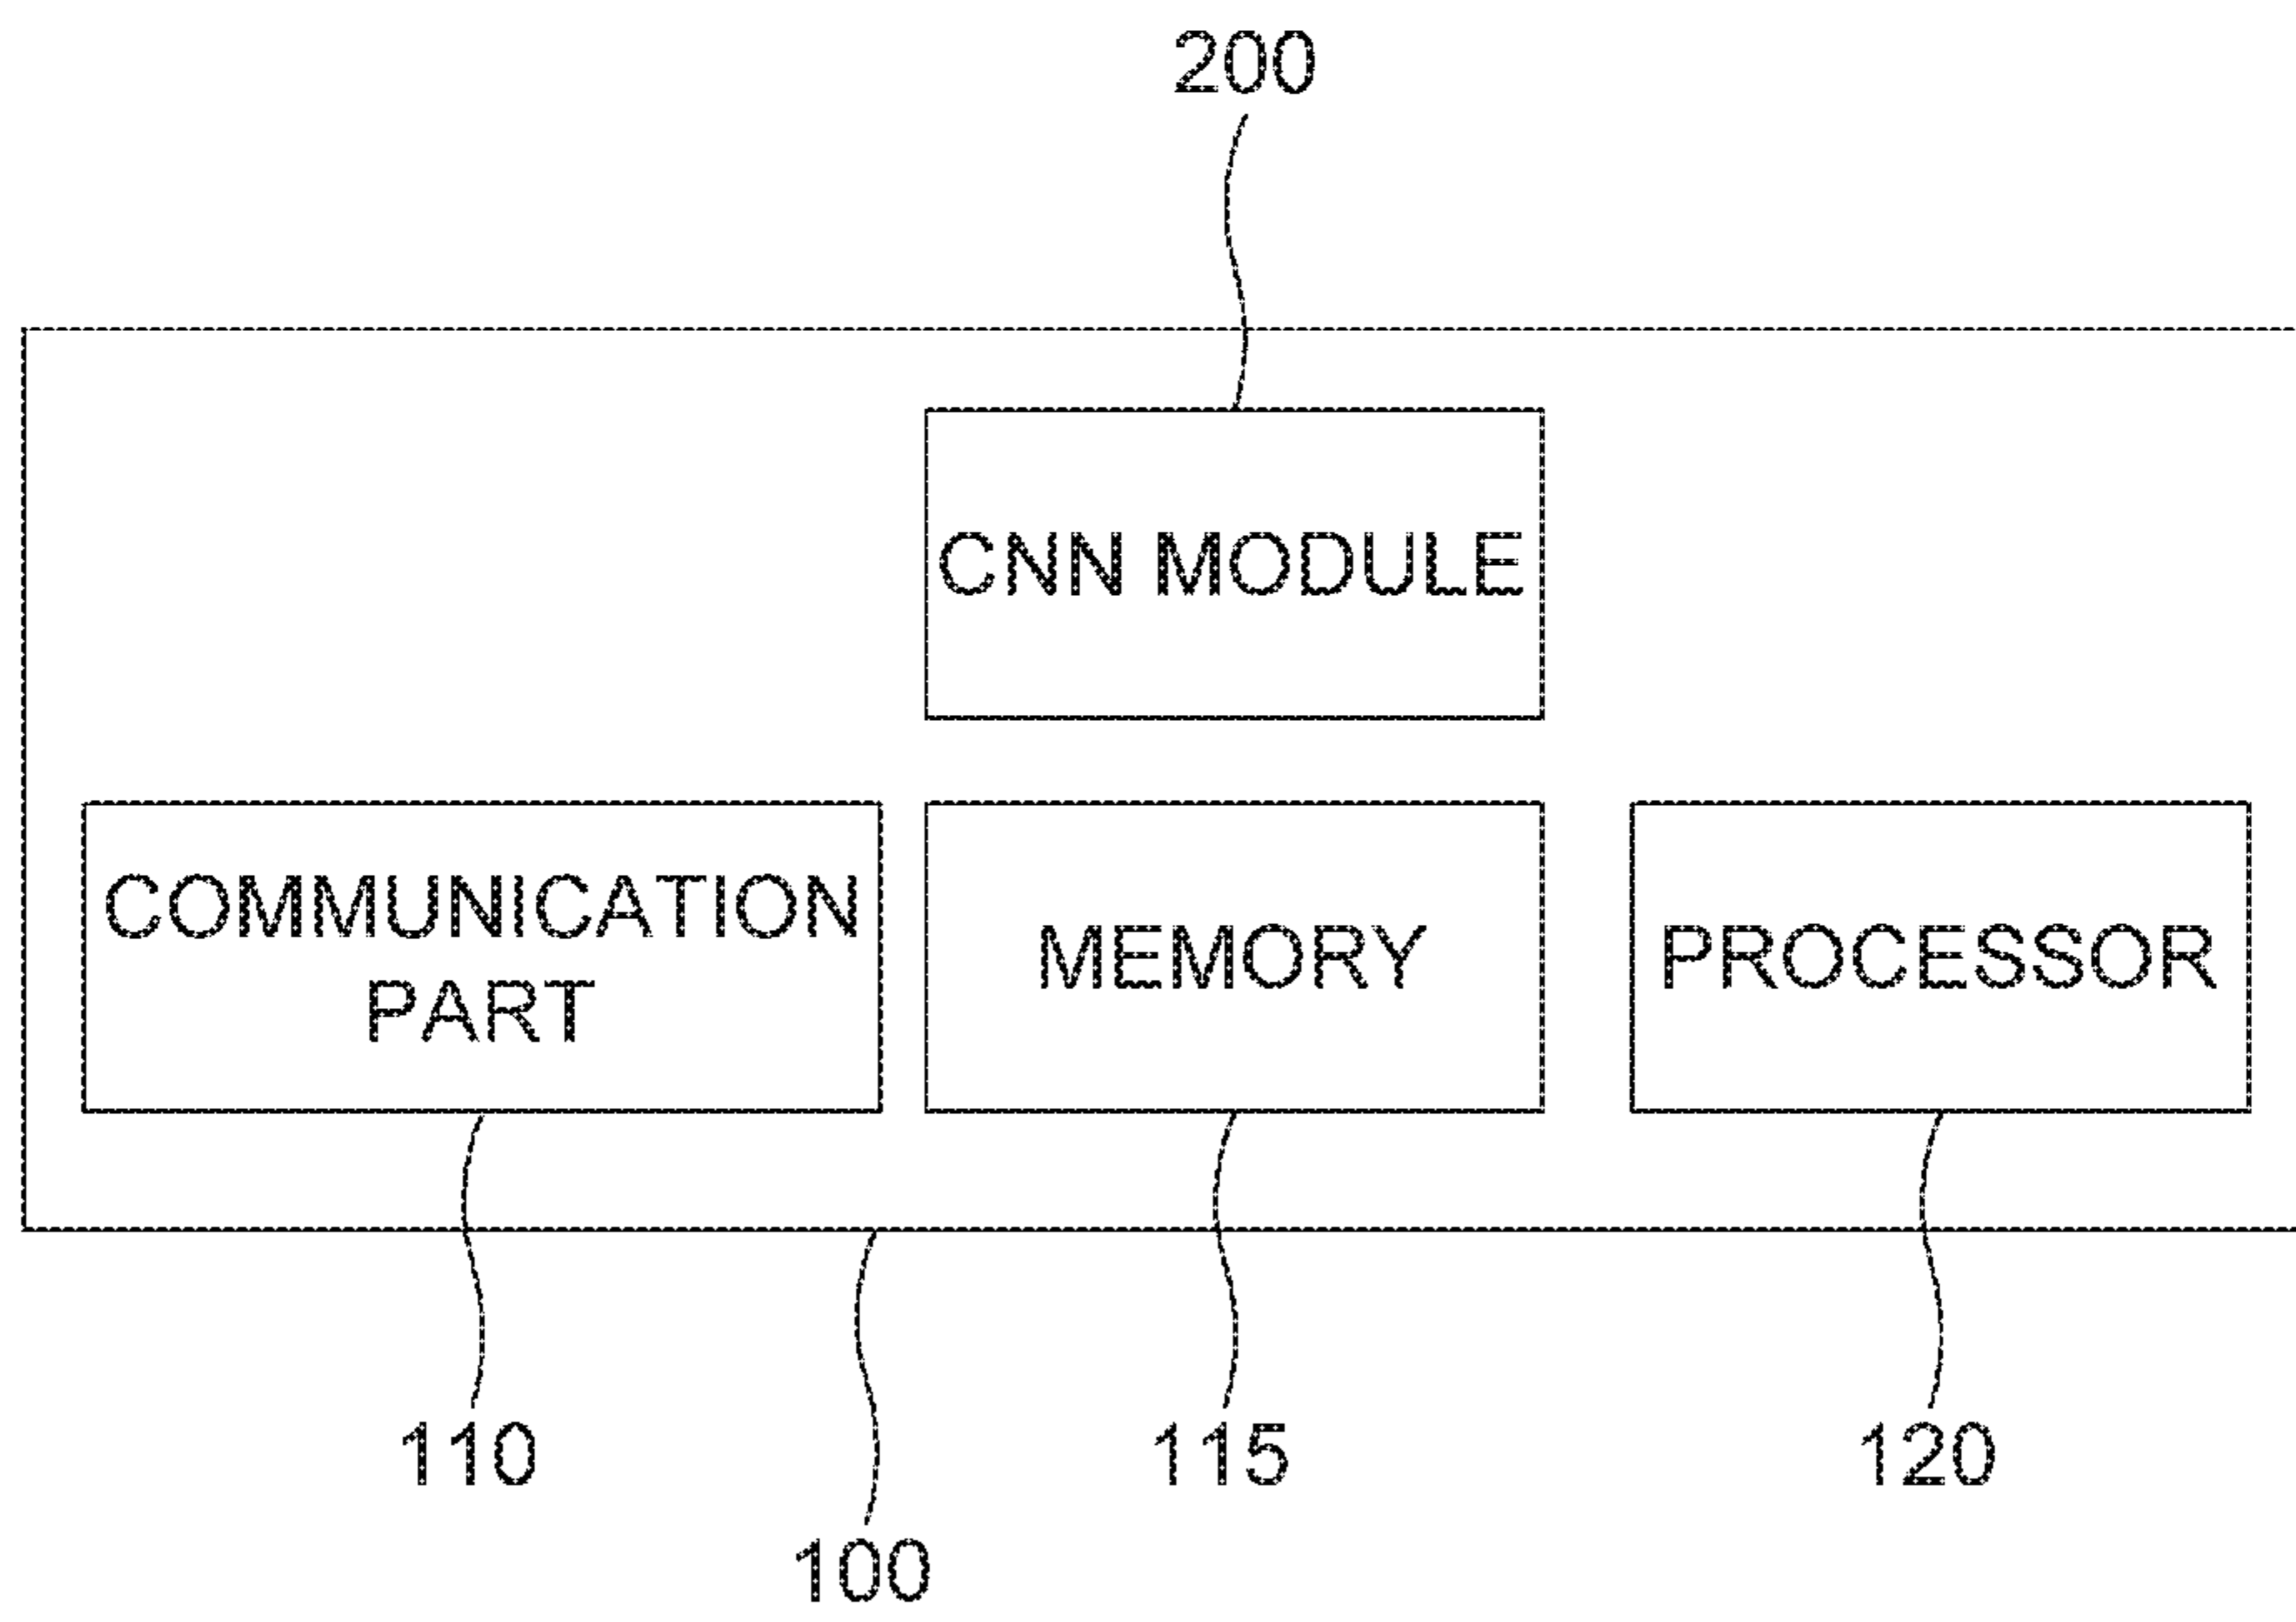 200
CNN MODULE
COMMUNICATION
PART
MEMORY
PROCESSOR
110
115
120
100